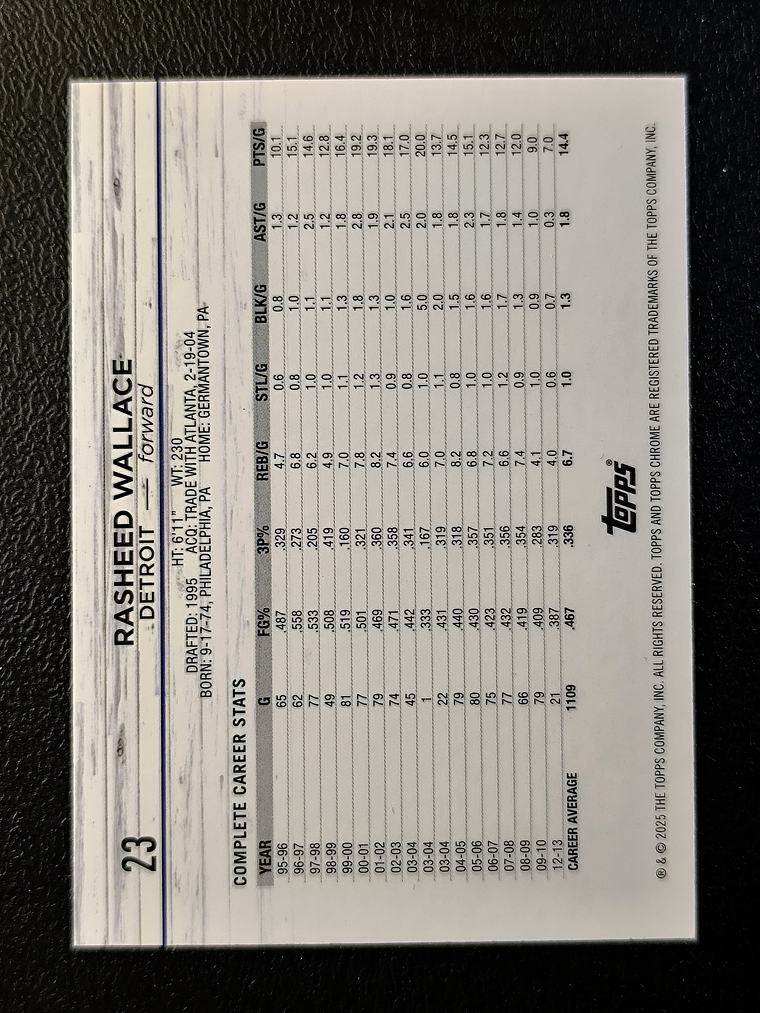 23
RASHEED WALLACE
DETROIT — forward
HT: 6'11" WT: 230
DRAFTED: 1995 ACQ: TRADE WITH ATLANTA, 2-19-04
BORN: 9-17-74, PHILADELPHIA, PA HOME: GERMANTOWN, PA
COMPLETE CAREER STATS
YEAR G FG% 3P% REB/G STL/G BLK/G AST/G PTS/G
95-96 65 .487 .329 4.7 0.6 0.8 1.3 10.1
96-97 62 .558 .273 6.8 0.8 1.0 1.2 15.1
97-98 77 .533 .205 6.2 1.0 1.1 2.5 14.6
98-99 49 .508 .419 4.9 1.0 1.1 1.2 12.8
99-00 81 .519 .160 7.0 1.1 1.3 1.8 16.4
00-01 77 .501 .321 7.8 1.2 1.8 2.8 19.2
01-02 79 .469 .360 8.2 1.3 1.3 1.9 19.3
02-03 74 .471 .358 7.4 0.9 1.0 2.1 18.1
03-04 45 .442 .341 6.6 0.8 1.6 2.5 17.0
03-04 1 .333 .167 6.0 1.0 5.0 2.0 20.0
03-04 22 .431 .319 7.0 1.1 2.0 1.8 13.7
04-05 79 .440 .318 8.2 0.8 1.5 1.8 14.5
05-06 80 .430 .357 6.8 1.0 1.6 2.3 15.1
06-07 75 .423 .351 7.2 1.0 1.6 1.7 12.3
07-08 77 .432 .356 6.6 1.2 1.7 1.8 12.7
08-09 66 .419 .354 7.4 0.9 1.3 1.4 12.0
09-10 79 .409 .283 4.1 1.0 0.9 1.0 9.0
12-13 21 .387 .319 4.0 0.6 0.7 0.3 7.0
CAREER AVERAGE 1109 .467 .336 6.7 1.0 1.3 1.8 14.4
topps®
® & © 2025 THE TOPPS COMPANY, INC. ALL RIGHTS RESERVED. TOPPS AND TOPPS CHROME ARE REGISTERED TRADEMARKS OF THE TOPPS COMPANY, INC.